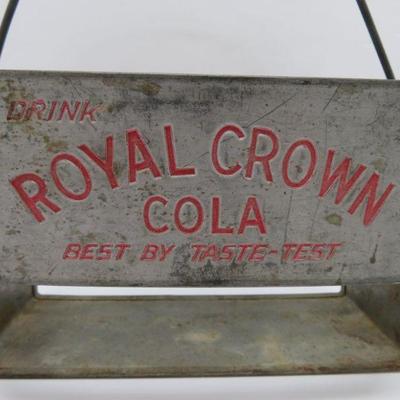 DRINK
ROYAL CROWN
COLA
BEST BY TASTE-TEST